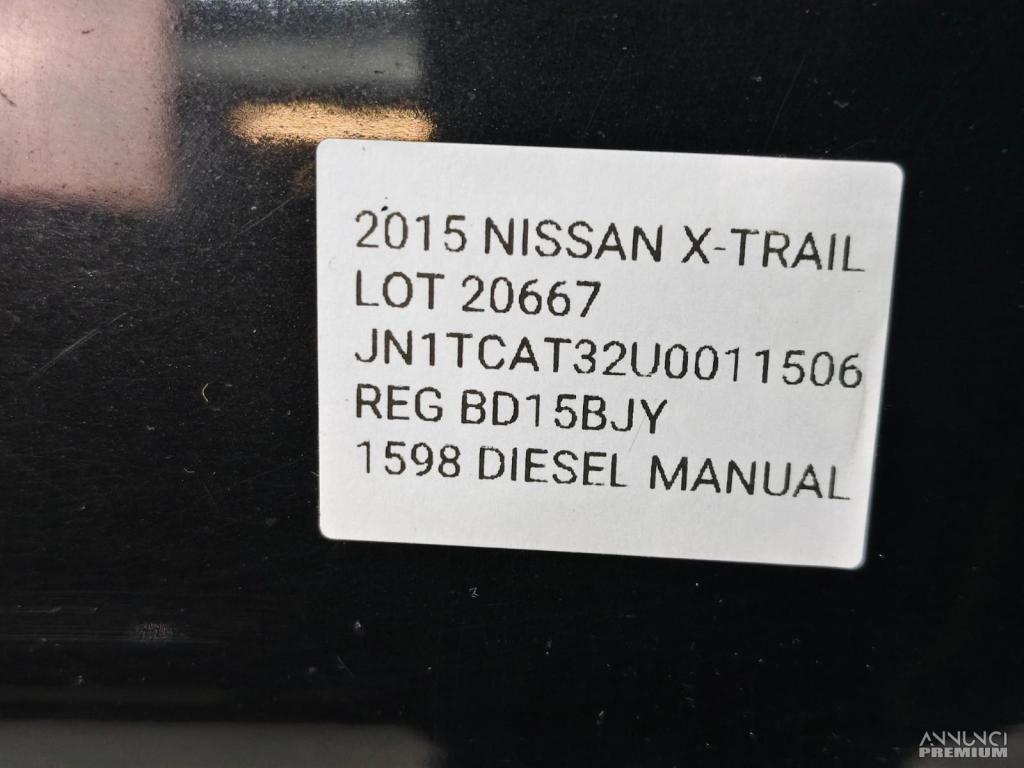 2015 NISSAN X-TRAIL
LOT 20667
JN1TCAT32U0011506
REG BD15BJY
1598 DIESEL MANUAL
ANNUNCI
PREMIUM